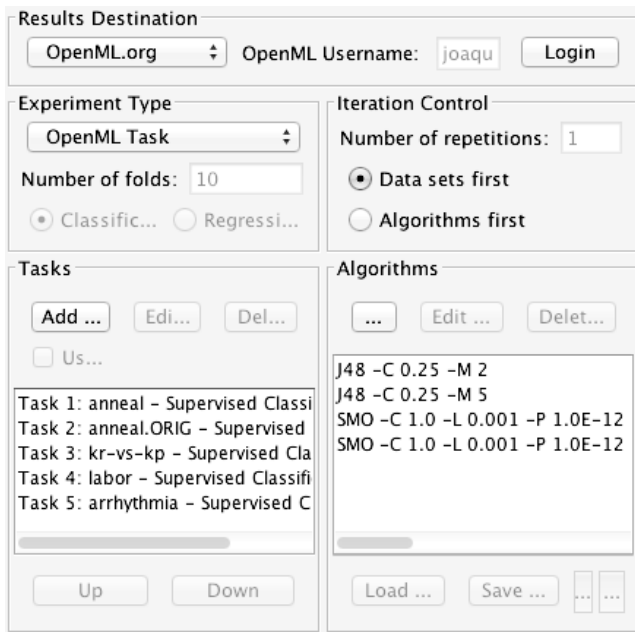 Results Destination
OpenML.org OpenML Username: joaqu Login
Experiment Type
OpenML Task
Number of folds: 10
Classific... Regressi...
Iteration Control
Number of repetitions: 1
Data sets first
Algorithms first
Tasks
Add ... Edi... Del...
Us...
Task 1: anneal – Supervised Classi
Task 2: anneal.ORIG – Supervised
Task 3: kr-vs-kp – Supervised Cla
Task 4: labor – Supervised Classifi
Task 5: arrhythmia – Supervised C
Up Down
Algorithms
... Edit ... Delet...
J48 -C 0.25 -M 2
J48 -C 0.25 -M 5
SMO -C 1.0 -L 0.001 -P 1.0E-12
SMO -C 1.0 -L 0.001 -P 1.0E-12
Load ... Save ... ... ...